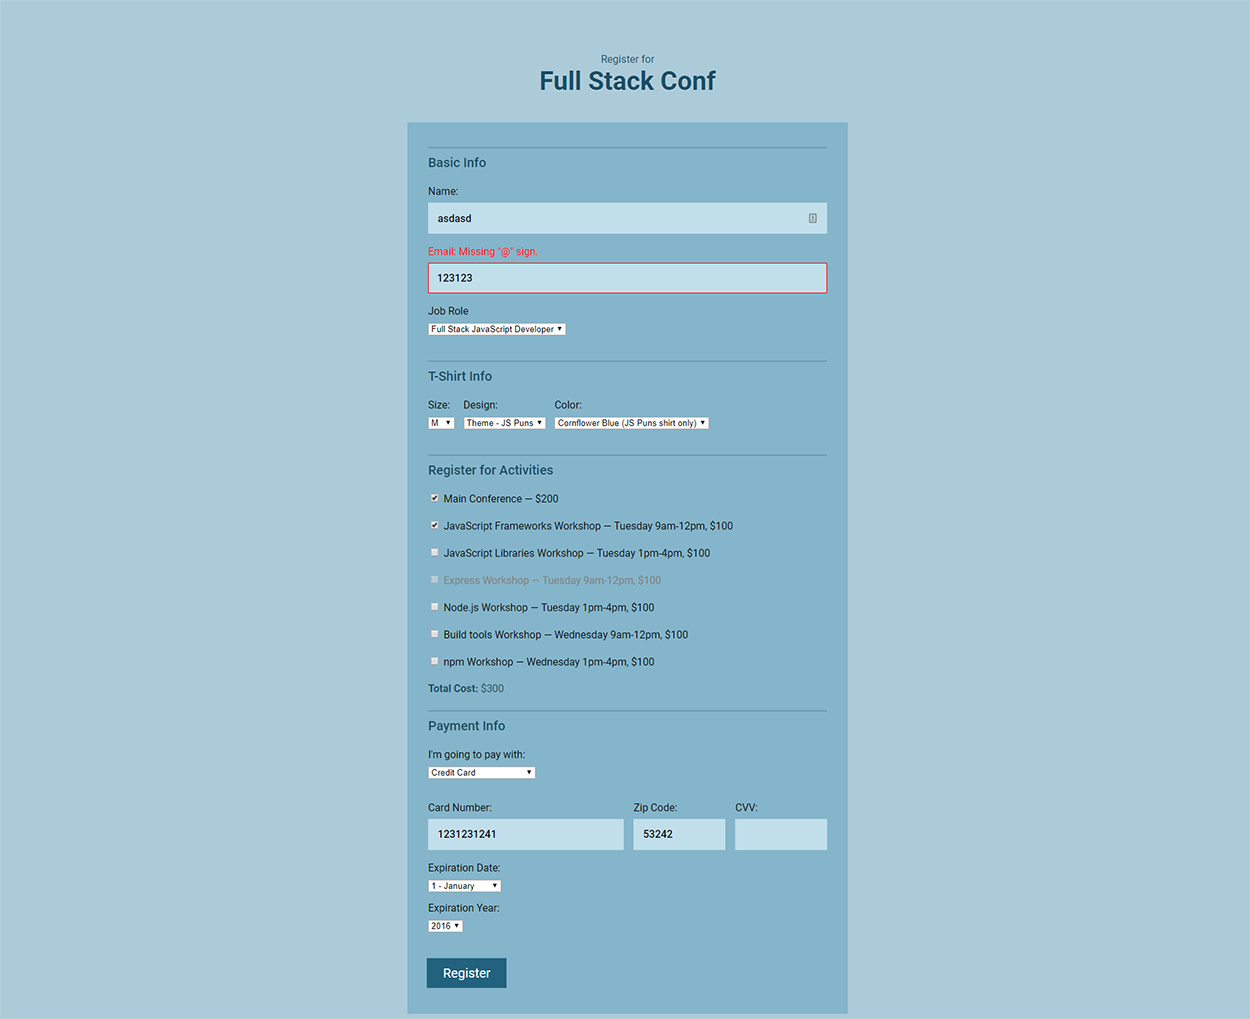 Register for
Full Stack Conf
Basic Info
Name:
asdasd
Email: Missing "@" sign.
123123
Job Role
Full Stack JavaScript Developer
T-Shirt Info
Size: Design: Color:
M Theme - JS Puns Cornflower Blue (JS Puns shirt only)
Register for Activities
Main Conference — $200
JavaScript Frameworks Workshop — Tuesday 9am-12pm, $100
JavaScript Libraries Workshop — Tuesday 1pm-4pm, $100
Express Workshop — Tuesday 9am-12pm, $100
Node.js Workshop — Tuesday 1pm-4pm, $100
Build tools Workshop — Wednesday 9am-12pm, $100
npm Workshop — Wednesday 1pm-4pm, $100
Total Cost: $300
Payment Info
I'm going to pay with:
Credit Card
Card Number: Zip Code: CVV:
1231231241 53242
Expiration Date:
1 - January
Expiration Year:
2016
Register